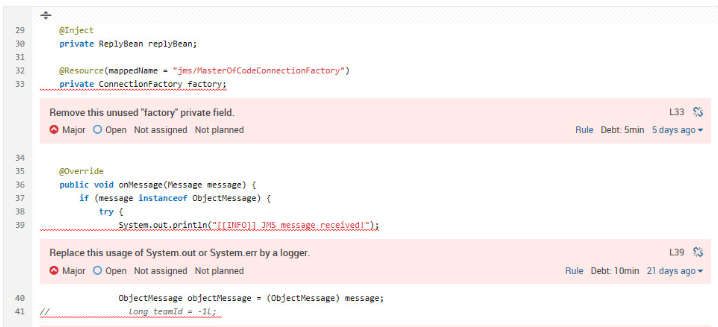 29 @Inject
30 private ReplyBean replyBean;
31
32 @Resource(mappedName = "jms/MasterOfCodeConnectionFactory")
33 private ConnectionFactory factory;
Remove this unused "factory" private field. L33
Major Open Not assigned Not planned Rule Debt: 5min 5 days ago
34
35 @Override
36 public void onMessage(Message message) {
37 if (message instanceof ObjectMessage) {
38 try {
39 System.out.println("[[INFO]] JMS message received!");
Replace this usage of System.out or System.err by a logger. L39
Major Open Not assigned Not planned Rule Debt: 10min 21 days ago
40 ObjectMessage objectMessage = (ObjectMessage) message;
41 // Long teamId = -1L;